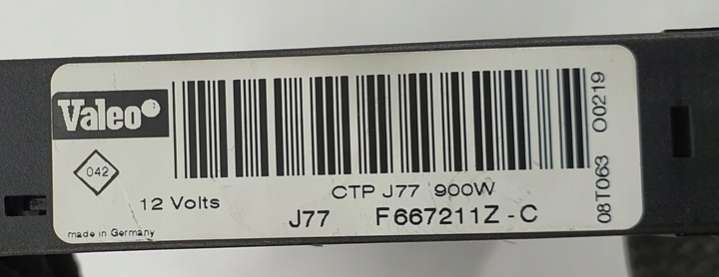 Valeo
042
12 Volts
made in Germany
CTP J77 900W
J77 F667211Z-C
08T063 O0219